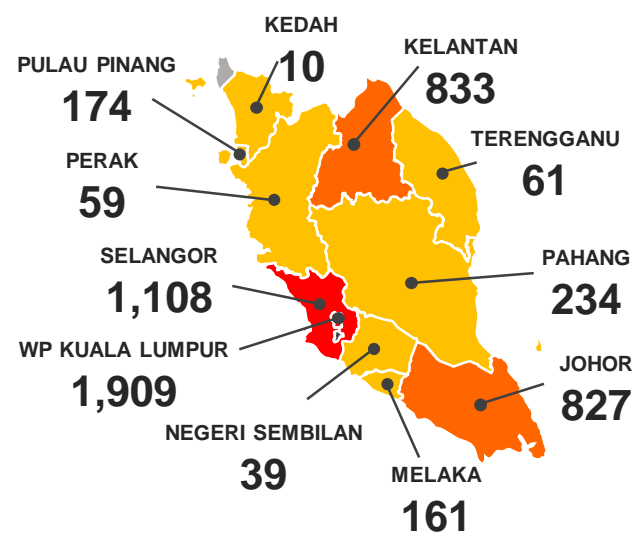 KEDAH
10
KELANTAN
833
PULAU PINANG
174
TERENGGANU
61
PERAK
59
SELANGOR
1,108
PAHANG
234
WP KUALA LUMPUR
1,909
JOHOR
827
NEGERI SEMBILAN
39
MELAKA
161